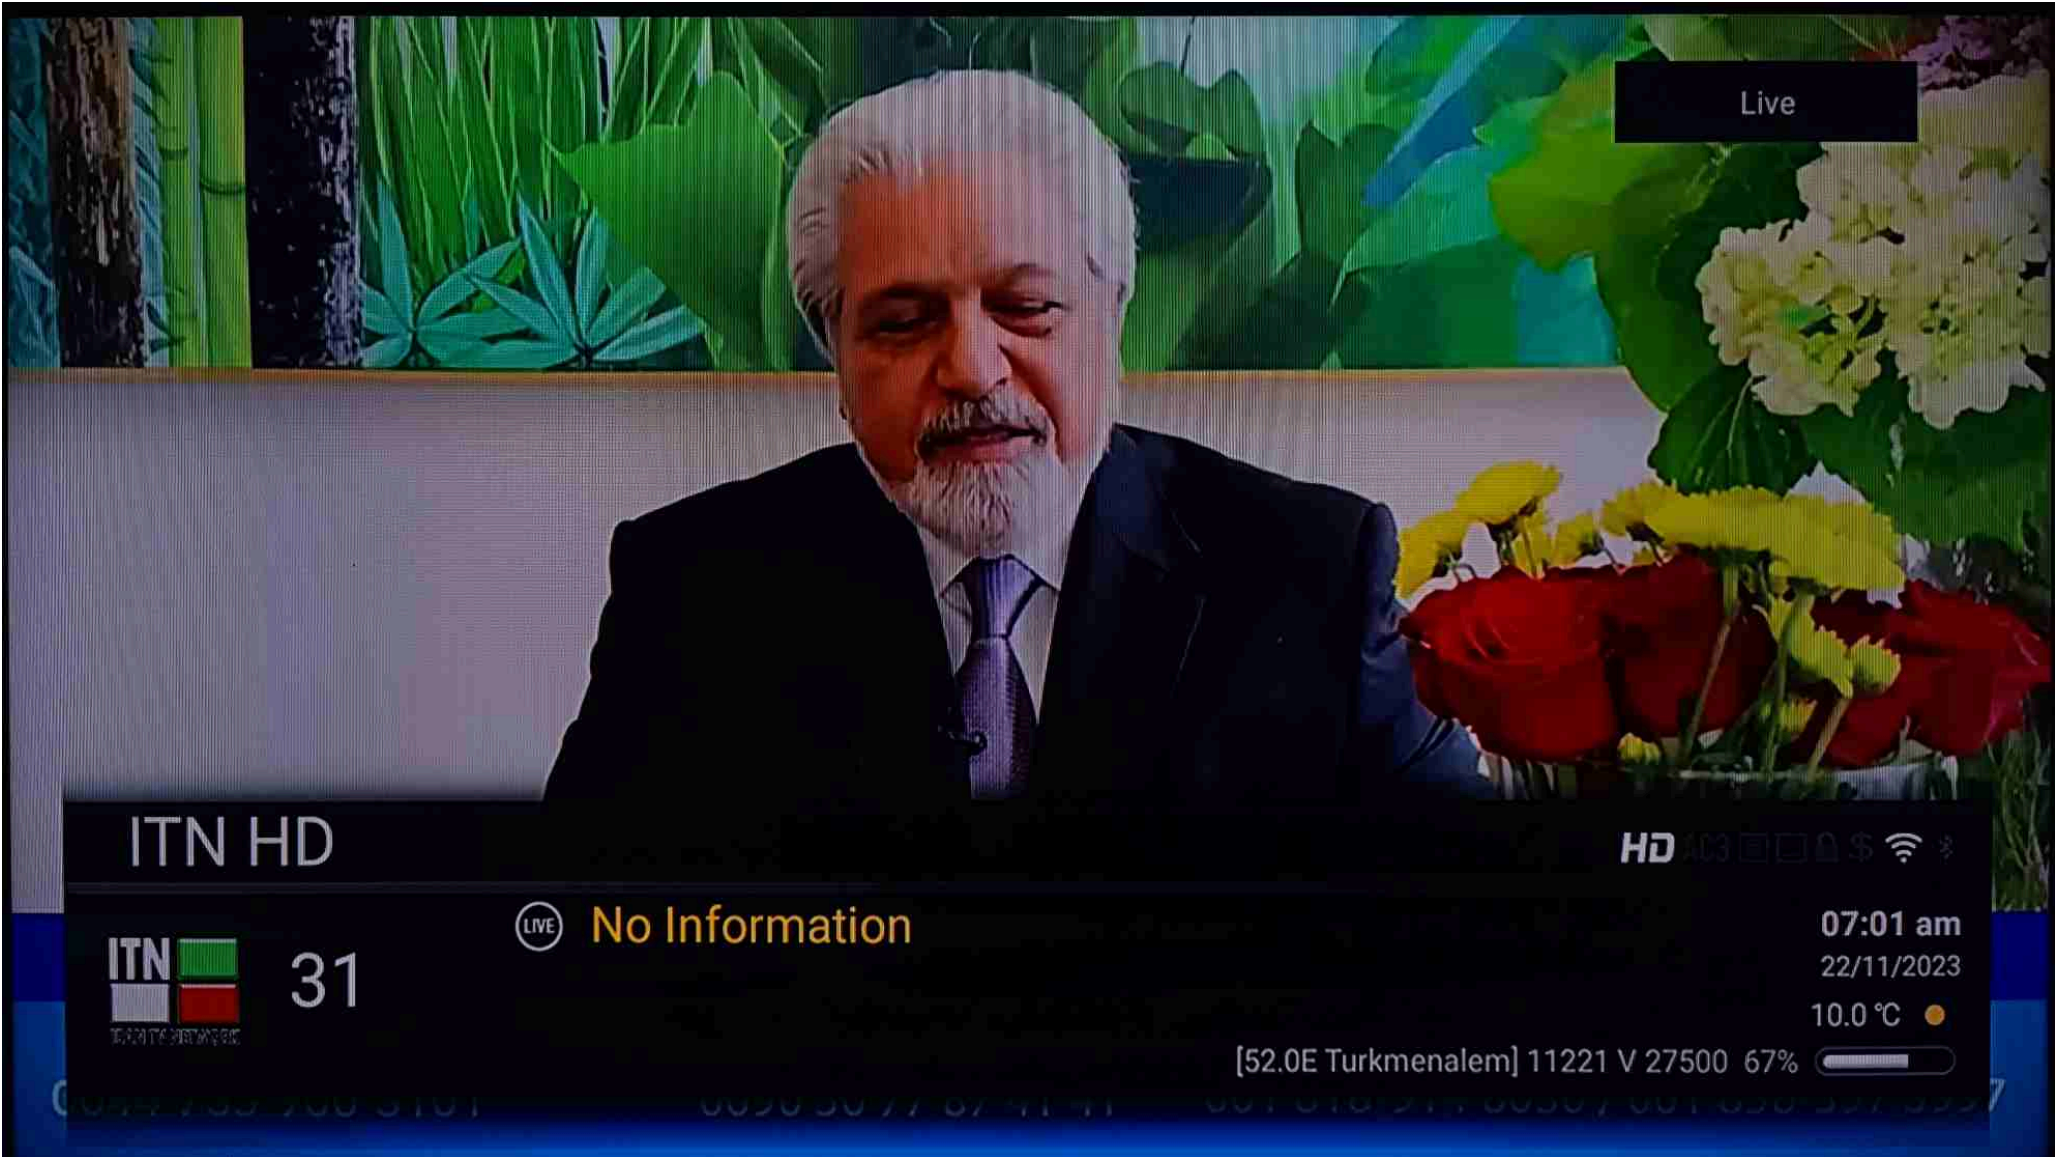 Live
ITN HD
HD AC3 $
LIVE No Information
07:01 am
22/11/2023
ITN
31
10.0 °C
[52.0E Turkmenalem] 11221 V 27500 67%